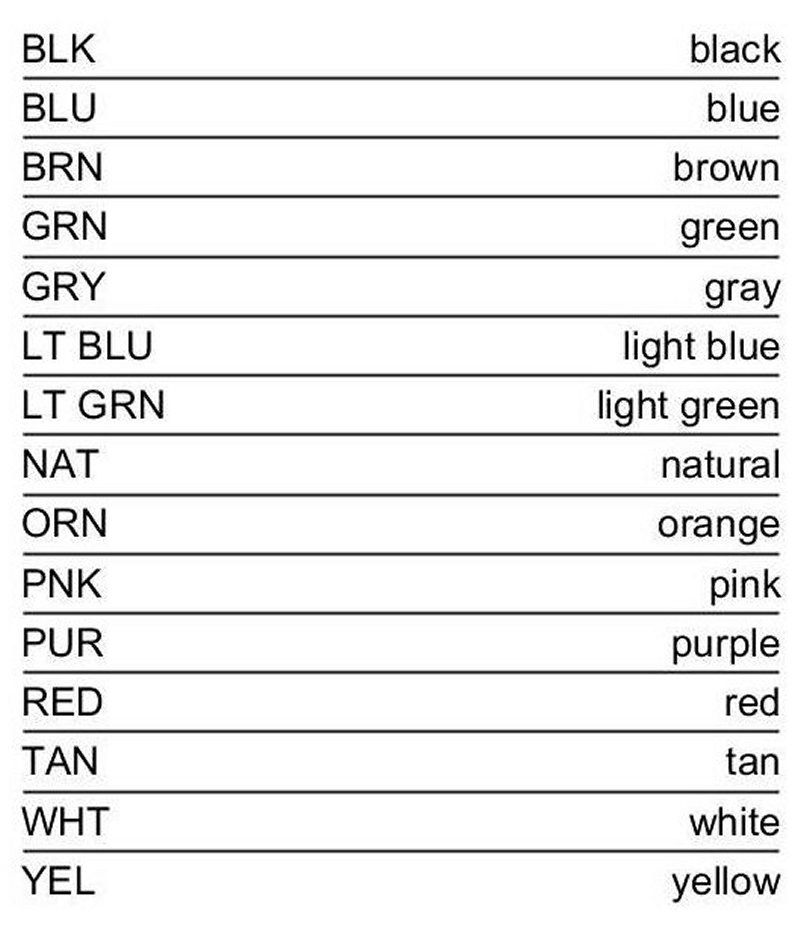 BLK black
BLU blue
BRN brown
GRN green
GRY gray
LT BLU light blue
LT GRN light green
NAT natural
ORN orange
PNK pink
PUR purple
RED red
TAN tan
WHT white
YEL yellow